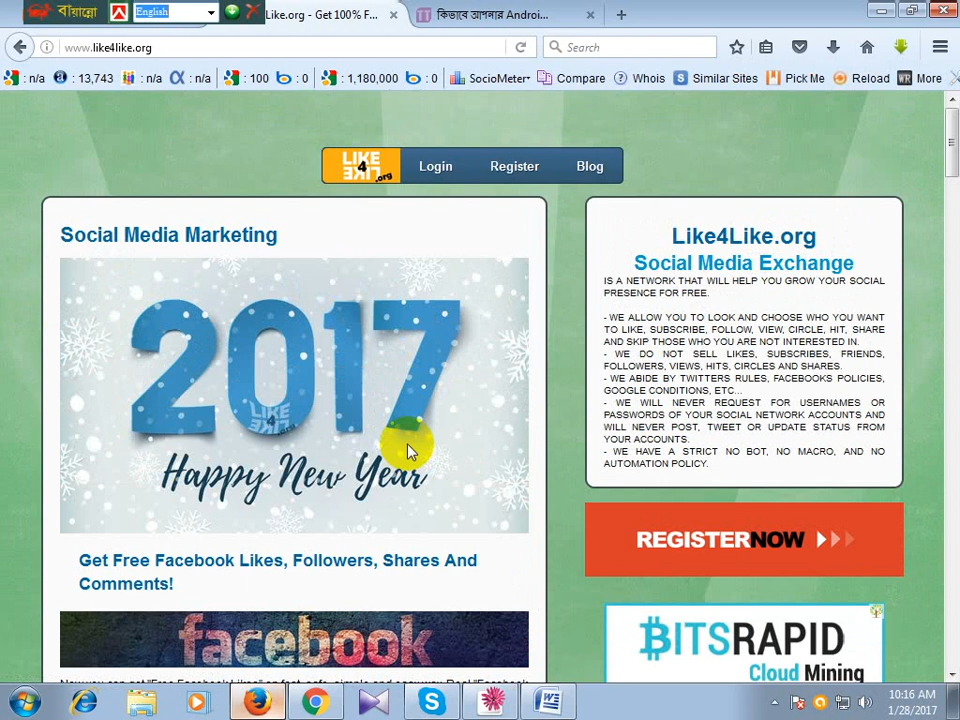 বায়ান্নো
English
Like.org - Get 100% F...
কিভাবে আপনার Androi...
www.like4like.org
Search
: n/a
: 13,743
: n/a
: n/a
: 100
: 0
: 1,180,000
: 0
SocioMeter
Compare
Whois
Similar Sites
Pick Me
Reload
More
LIKE 4 LIKE .org
Login
Register
Blog
Social Media Marketing
2017
Happy New Year
Get Free Facebook Likes, Followers, Shares And
Comments!
facebook
Like4Like.org
Social Media Exchange
IS A NETWORK THAT WILL HELP YOU GROW YOUR SOCIAL
PRESENCE FOR FREE.
- WE ALLOW YOU TO LOOK AND CHOOSE WHO YOU WANT
TO LIKE, SUBSCRIBE, FOLLOW, VIEW, CIRCLE, HIT, SHARE
AND SKIP THOSE WHO YOU ARE NOT INTERESTED IN.
- WE DO NOT SELL LIKES, SUBSCRIBES, FRIENDS,
FOLLOWERS, VIEWS, HITS, CIRCLES AND SHARES.
- WE ABIDE BY TWITTERS RULES, FACEBOOKS POLICIES,
GOOGLE CONDITIONS, ETC...
- WE WILL NEVER REQUEST FOR USERNAMES OR
PASSWORDS OF YOUR SOCIAL NETWORK ACCOUNTS AND
WILL NEVER POST, TWEET OR UPDATE STATUS FROM
YOUR ACCOUNTS.
- WE HAVE A STRICT NO BOT, NO MACRO, AND NO
AUTOMATION POLICY.
REGISTERNOW
BITSRAPID
Cloud Mining
10:16 AM
1/28/2017